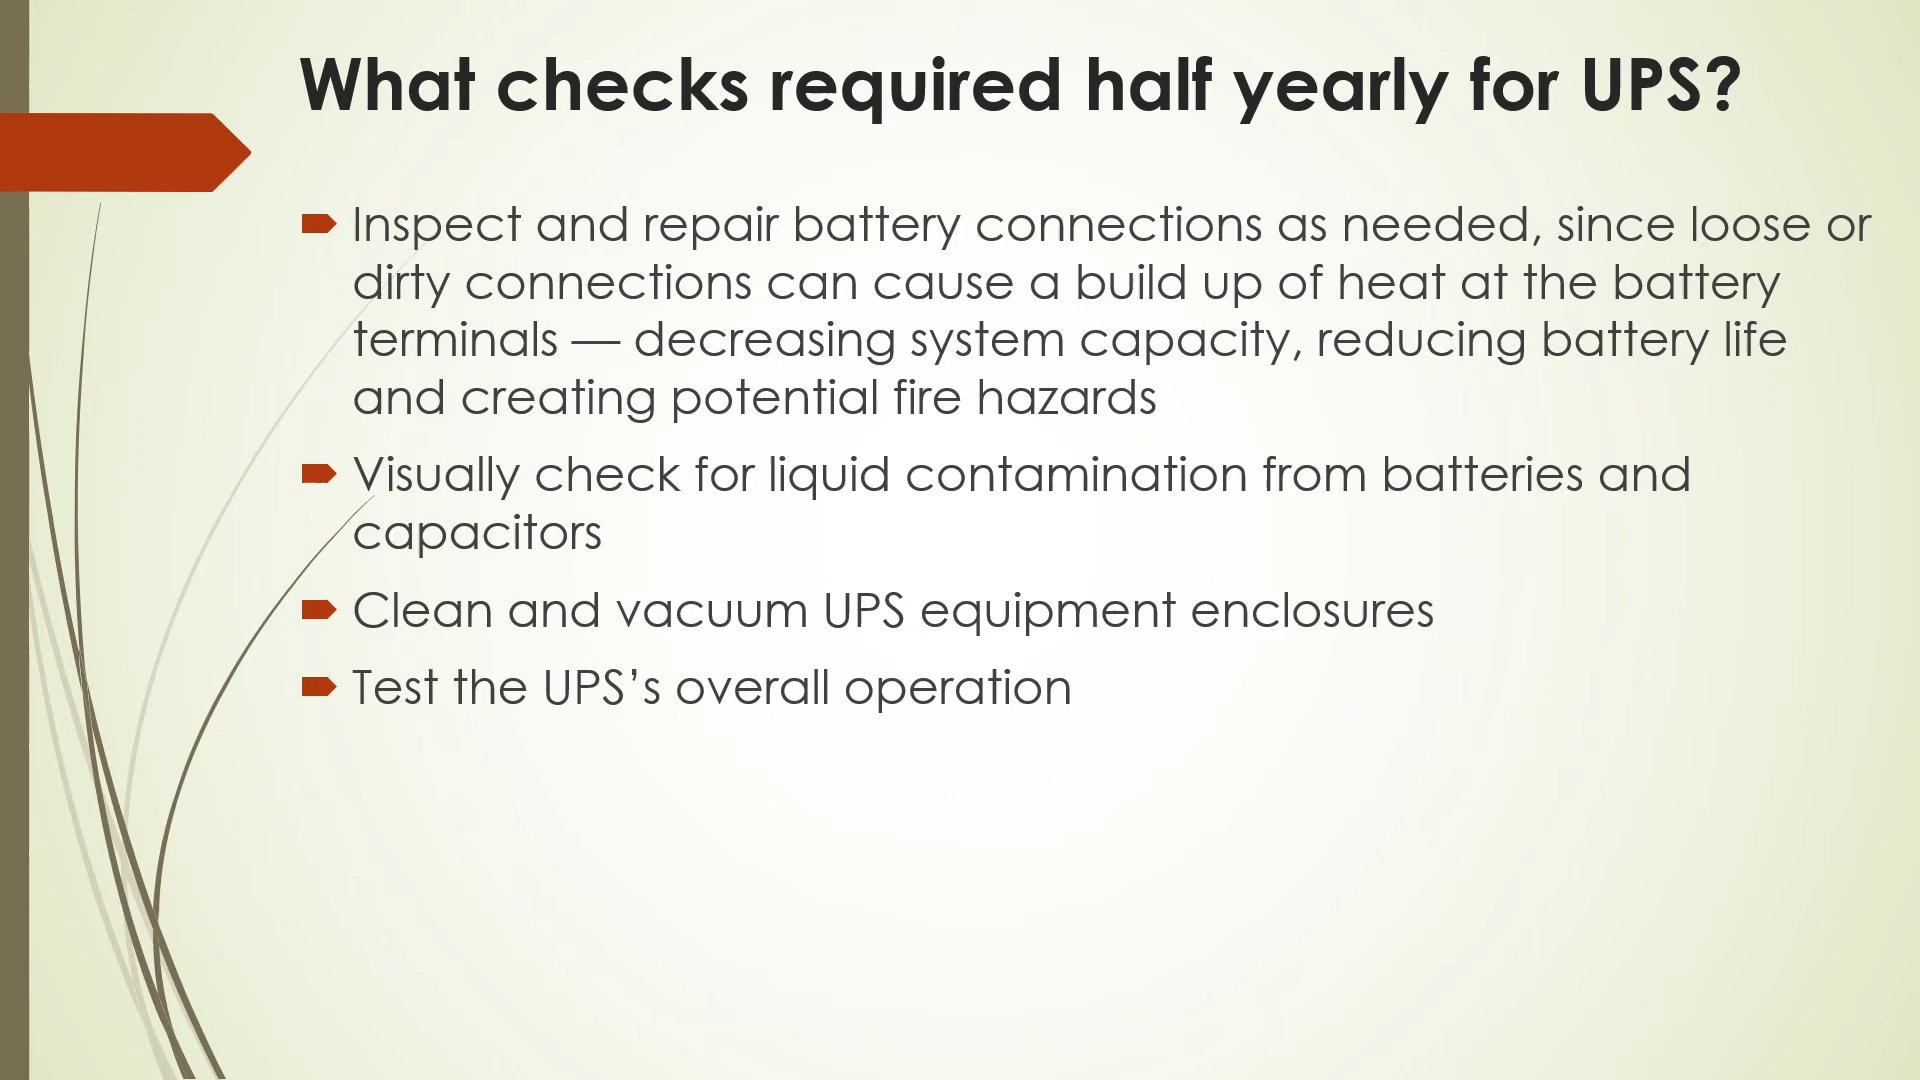 What checks required half yearly for UPS?
Inspect and repair battery connections as needed, since loose or
dirty connections can cause a build up of heat at the battery
terminals — decreasing system capacity, reducing battery life
and creating potential fire hazards
Visually check for liquid contamination from batteries and
capacitors
Clean and vacuum UPS equipment enclosures
Test the UPS’s overall operation